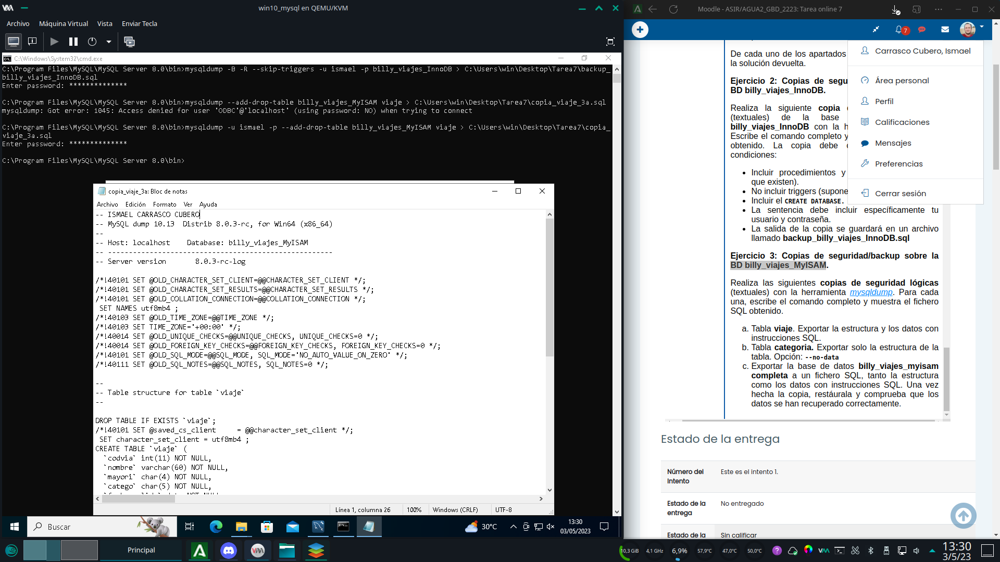 win10_mysql en QEMU/KVM
Archivo Máquina Virtual Vista Enviar Tecla
C:\Windows\System32\cmd.exe
C:\Program Files\MySQL\MySQL Server 8.0\bin>mysqldump -B -R --skip-triggers -u ismael -p billy_viajes_InnoDB > C:\Users\win\Desktop\Tarea7\backup_
billy_viajes_InnoDB.sql
Enter password: **************
C:\Program Files\MySQL\MySQL Server 8.0\bin>mysqldump --add-drop-table billy_viajes_MyISAM viaje > C:\Users\win\Desktop\Tarea7\copia_viaje_3a.sql
mysqldump: Got error: 1045: Access denied for user 'ODBC'@'localhost' (using password: NO) when trying to connect
C:\Program Files\MySQL\MySQL Server 8.0\bin>mysqldump -u ismael -p --add-drop-table billy_viajes_MyISAM viaje > C:\Users\win\Desktop\Tarea7\copia_
viaje_3a.sql
Enter password: **************
C:\Program Files\MySQL\MySQL Server 8.0\bin>
copia_viaje_3a: Bloc de notas
Archivo Edición Formato Ver Ayuda
-- ISMAEL CARRASCO CUBERO
-- MySQL dump 10.13  Distrib 8.0.3-rc, for Win64 (x86_64)
--
-- Host: localhost    Database: billy_viajes_MyISAM
-- ------------------------------------------------------
-- Server version       8.0.3-rc-log
/*!40101 SET @OLD_CHARACTER_SET_CLIENT=@@CHARACTER_SET_CLIENT */;
/*!40101 SET @OLD_CHARACTER_SET_RESULTS=@@CHARACTER_SET_RESULTS */;
/*!40101 SET @OLD_COLLATION_CONNECTION=@@COLLATION_CONNECTION */;
 SET NAMES utf8mb4 ;
/*!40103 SET @OLD_TIME_ZONE=@@TIME_ZONE */;
/*!40103 SET TIME_ZONE='+00:00' */;
/*!40014 SET @OLD_UNIQUE_CHECKS=@@UNIQUE_CHECKS, UNIQUE_CHECKS=0 */;
/*!40014 SET @OLD_FOREIGN_KEY_CHECKS=@@FOREIGN_KEY_CHECKS, FOREIGN_KEY_CHECKS=0 */;
/*!40101 SET @OLD_SQL_MODE=@@SQL_MODE, SQL_MODE='NO_AUTO_VALUE_ON_ZERO' */;
/*!40111 SET @OLD_SQL_NOTES=@@SQL_NOTES, SQL_NOTES=0 */;
--
-- Table structure for table `viaje`
--
DROP TABLE IF EXISTS `viaje`;
/*!40101 SET @saved_cs_client     = @@character_set_client */;
 SET character_set_client = utf8mb4 ;
CREATE TABLE `viaje` (
  `codvia` int(11) NOT NULL,
  `nombre` varchar(60) NOT NULL,
  `mayori` char(4) NOT NULL,
  `catego` char(5) NOT NULL,
Línea 1, columna 26 100% Windows (CRLF) UTF-8
Buscar
30°C
13:30
03/05/2023
Moodle - ASIR/AGUA2_GBD_2223: Tarea online 7
7
Carrasco Cubero, Ismael
Área personal
Perfil
Calificaciones
Mensajes
Preferencias
Cerrar sesión
De cada uno de los apartados
la solución devuelta.
Ejercicio 2: Copias de segu
BD billy_viajes_InnoDB.
Realiza la siguiente copia
(textuales) de la base
billy_viajes_InnoDB con la h
Escribe el comando completo y
obtenido. La copia debe
condiciones:
Incluir procedimientos y
que existen).
No incluir triggers (supone
Incluir el CREATE DATABASE.
La sentencia debe incluir específicamente tu
usuario y contraseña.
La salida de la copia se guardará en un archivo
llamado backup_billy_viajes_InnoDB.sql
Ejercicio 3: Copias de seguridad/backup sobre la
BD billy_viajes_MyISAM.
Realiza las siguientes copias de seguridad lógicas
(textuales) con la herramienta mysqldump. Para cada
una, escribe el comando completo y muestra el fichero
SQL obtenido.
a. Tabla viaje. Exportar la estructura y los datos con
instrucciones SQL.
b. Tabla categoria. Exportar solo la estructura de la
tabla. Opción: --no-data
c. Exportar la base de datos billy_viajes_myisam
completa a un fichero SQL, tanto la estructura
como los datos con instrucciones SQL. Una vez
hecha la copia, restáurala y comprueba que los
datos se han recuperado correctamente.
Estado de la entrega
Número del
Intento
Este es el intento 1.
Estado de la
entrega
No entregado
Estado de la
Sin calificar
Principal
10,3 GiB 4,1 GHz 6,9% 57,9°C 47,0°C 50,0°C
13:30
3/5/23